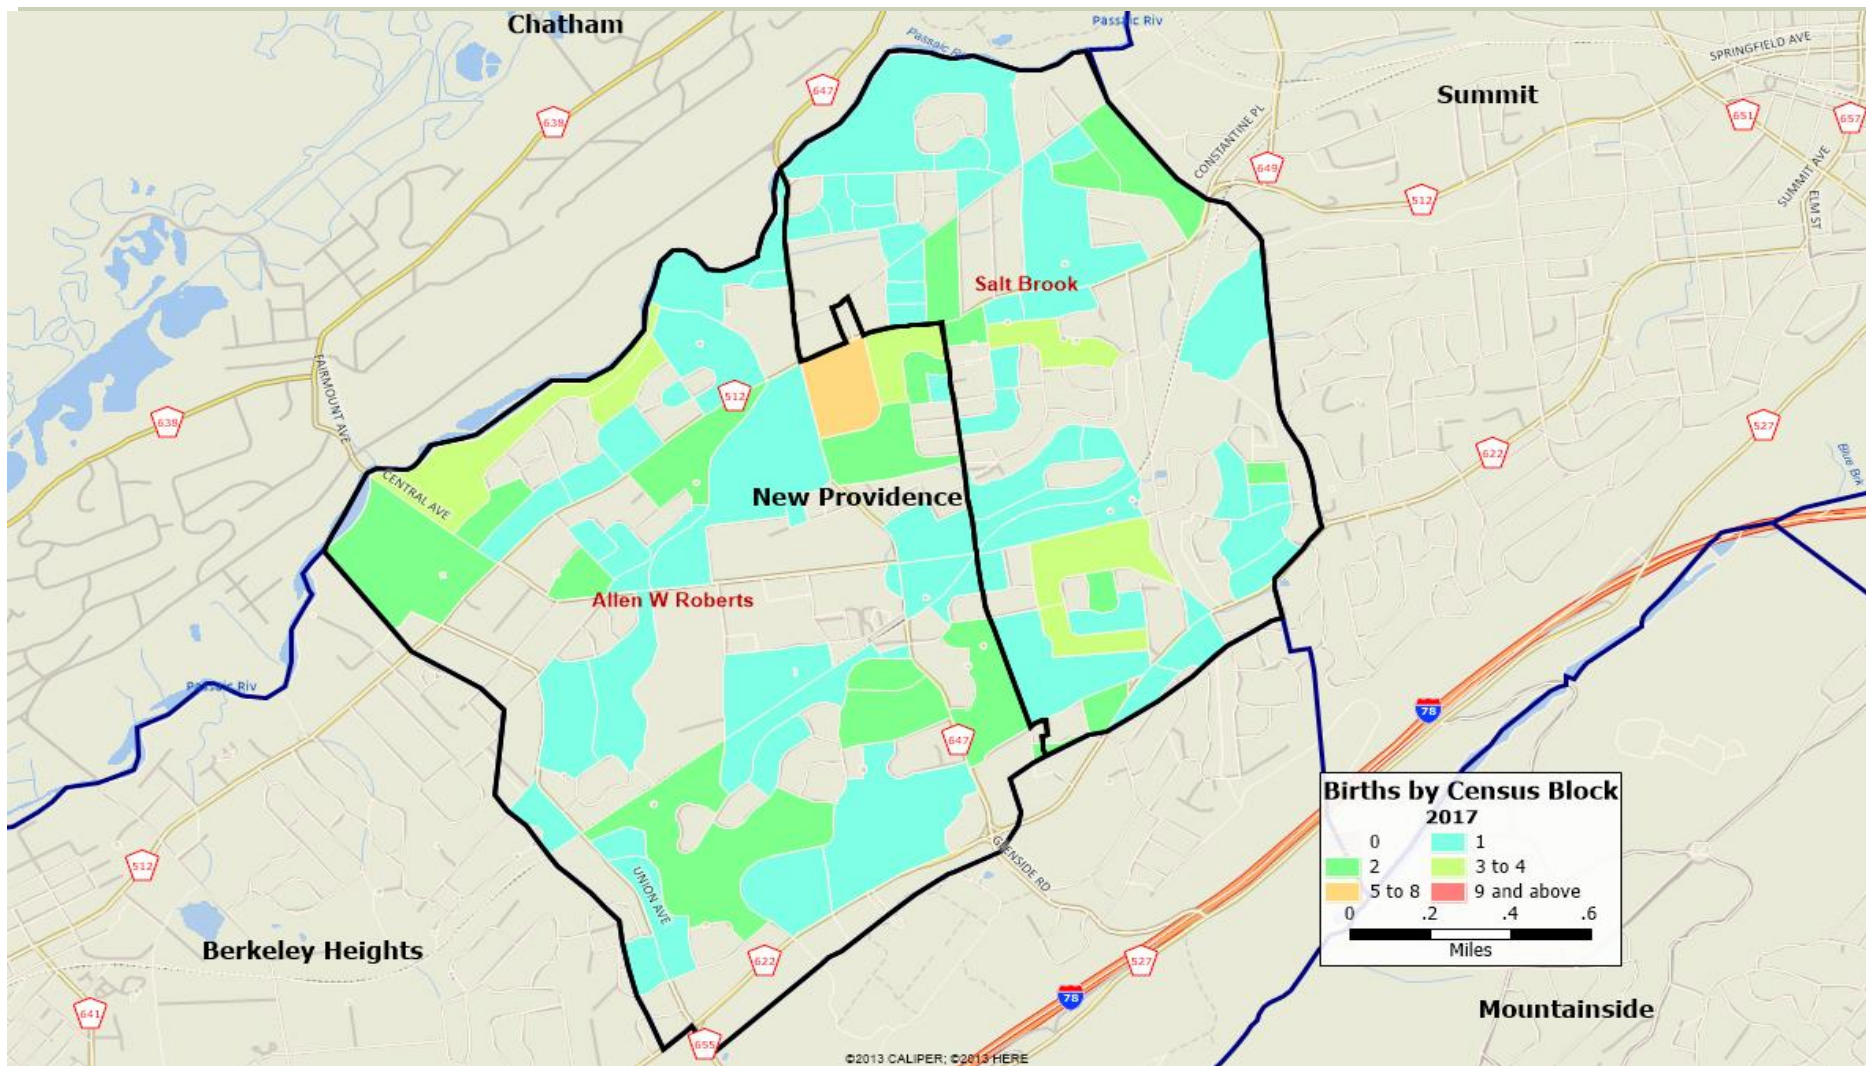 Chatham
Passaic Riv
SPRINGFIELD AVE
647
Summit
638
651
657
CONSTANTINE PL
649
SUMMIT AVE
512
ELM ST
Salt Brook
FAIRMOUNT AVE
512
638
527
622
Blue Brk
CENTRAL AVE
New Providence
Allen W Roberts
Passaic Riv
78
647
Births by Census Block
2017
0 1
2 3 to 4
5 to 8 9 and above
0 .2 .4 .6
Miles
512
GLENSIDE RD
UNION AVE
Berkeley Heights
622
527
78
641
Mountainside
655
©2013 CALIPER; ©2013 HERE